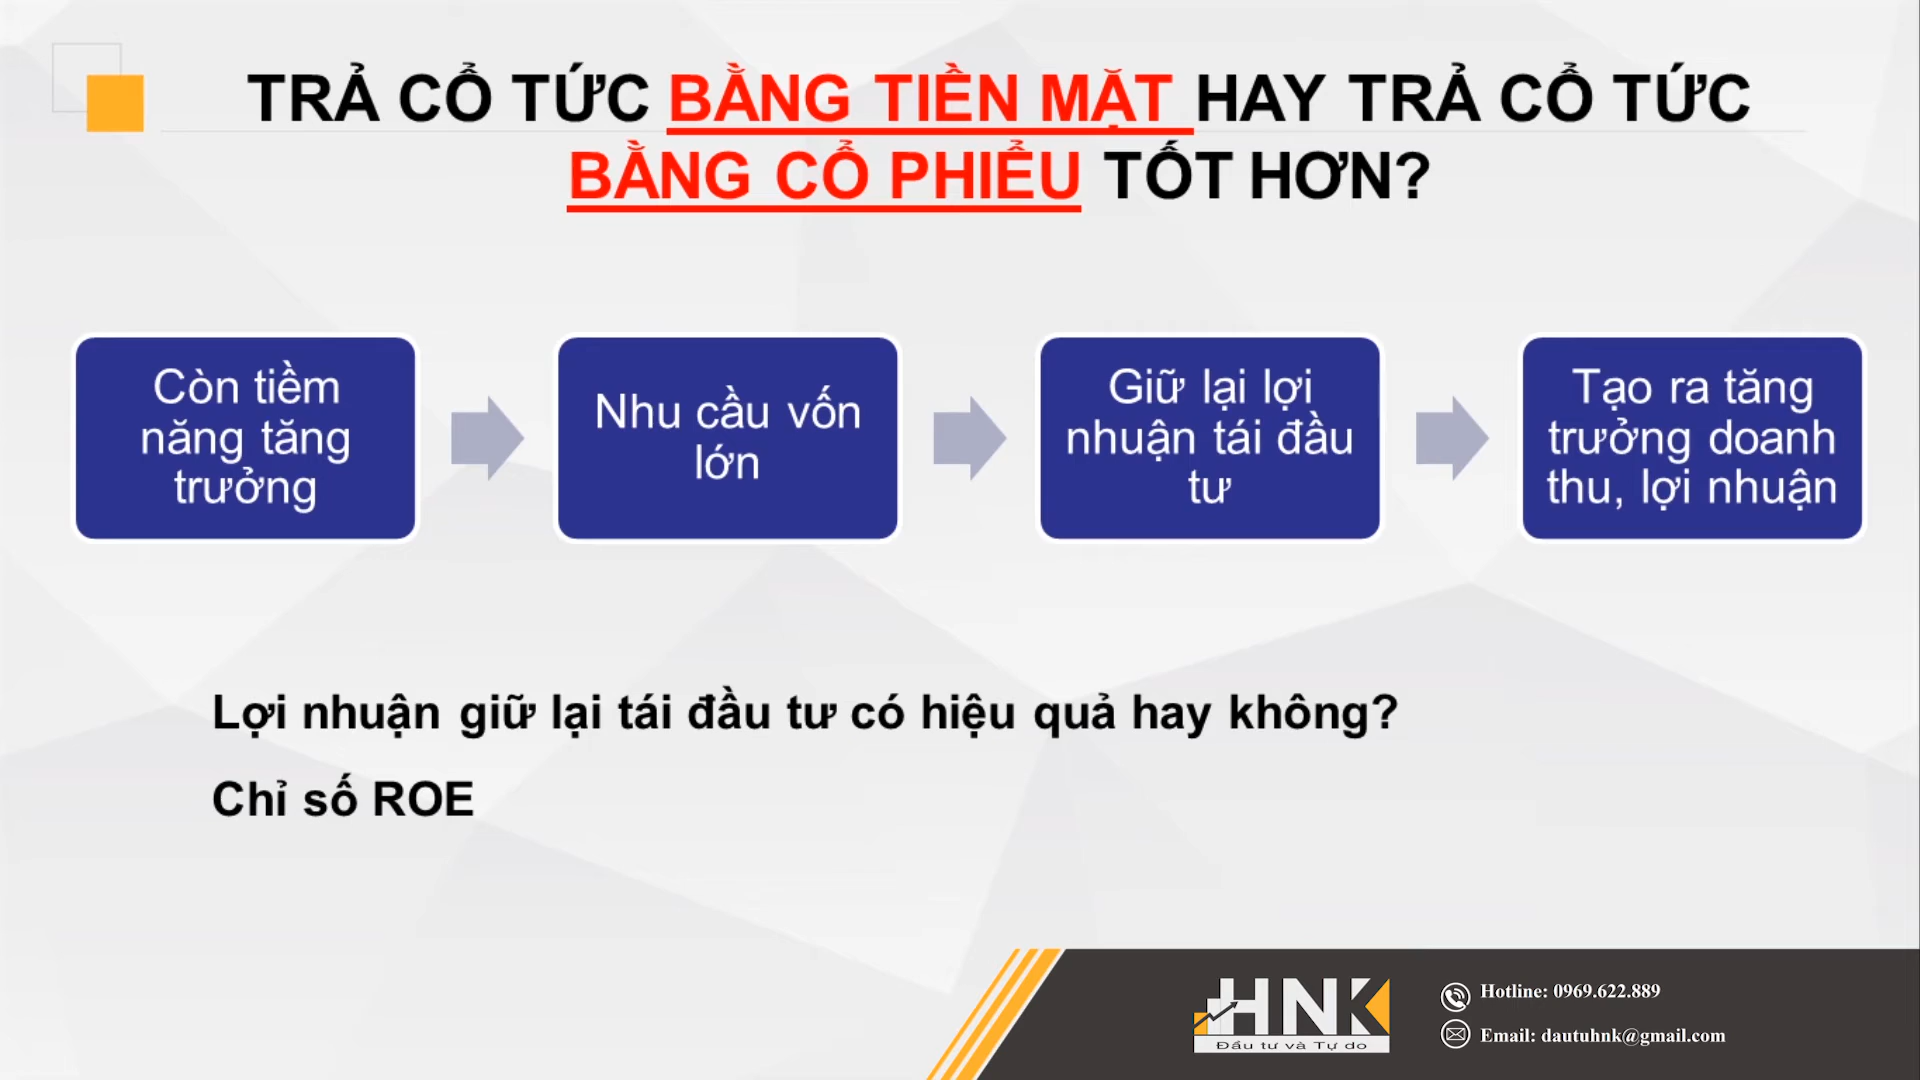 TRẢ CỔ TỨC BẰNG TIỀN MẶT HAY TRẢ CỔ TỨC
BẰNG CỔ PHIẾU TỐT HƠN?
Còn tiềm
năng tăng
trưởng
Nhu cầu vốn
lớn
Giữ lại lợi
nhuận tái đầu
tư
Tạo ra tăng
trưởng doanh
thu, lợi nhuận
Lợi nhuận giữ lại tái đầu tư có hiệu quả hay không?
Chỉ số ROE
HNK
Đầu tư và Tự do
Hotline: 0969.622.889
Email: dautuhnk@gmail.com